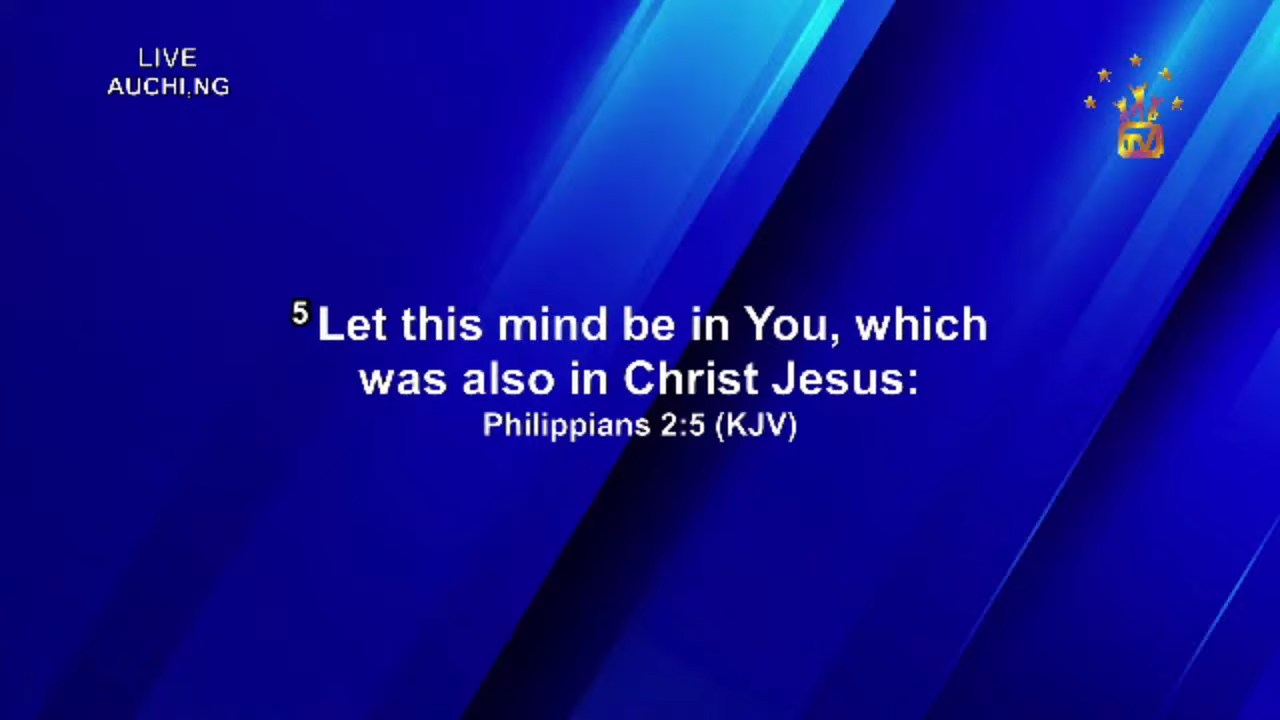 LIVE
AUCHI,NG
TV
5 Let this mind be in You, which
was also in Christ Jesus:
Philippians 2:5 (KJV)